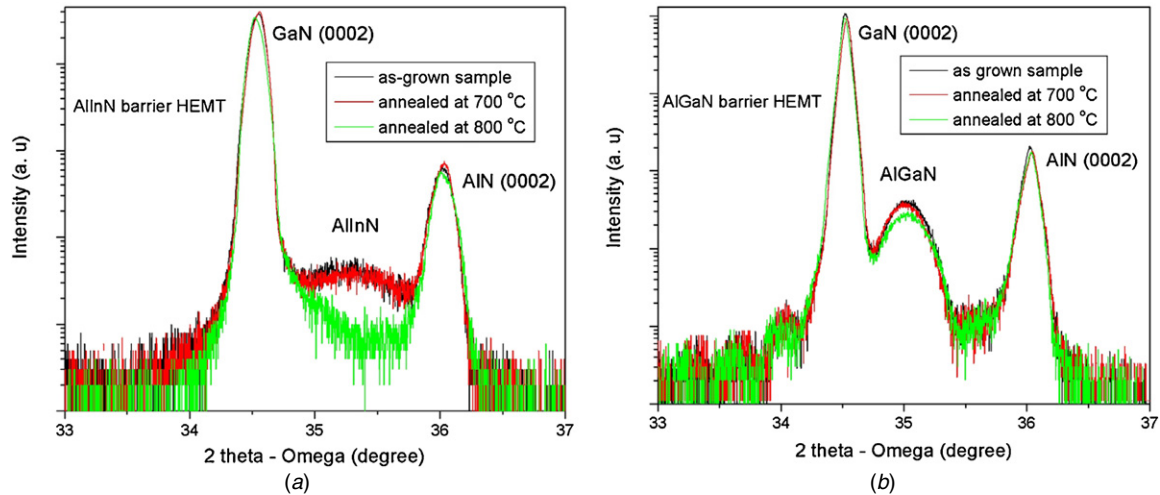 GaN (0002)
as-grown sample
annealed at 700 °C
annealed at 800 °C
AlInN barrier HEMT
AlN (0002)
AlInN
Intensity (a. u)
33 34 35 36 37
2 theta - Omega (degree)
(a)
GaN (0002)
as grown sample
annealed at 700 °C
annealed at 800 °C
AlGaN barrier HEMT
AlN (0002)
AlGaN
Intensity (a. u)
33 34 35 36 37
2 theta - Omega (degree)
(b)